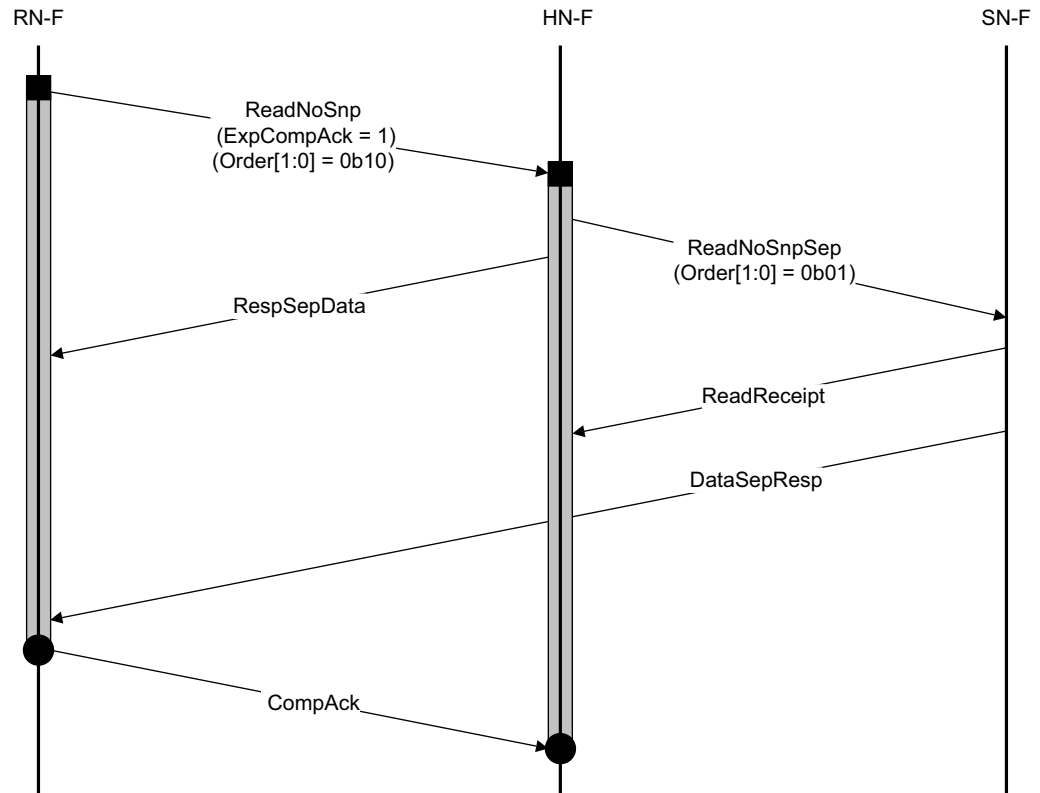 RN-F
HN-F
SN-F
ReadNoSnp
(ExpCompAck = 1)
(Order[1:0] = 0b10)
ReadNoSnpSep
(Order[1:0] = 0b01)
RespSepData
ReadReceipt
DataSepResp
CompAck